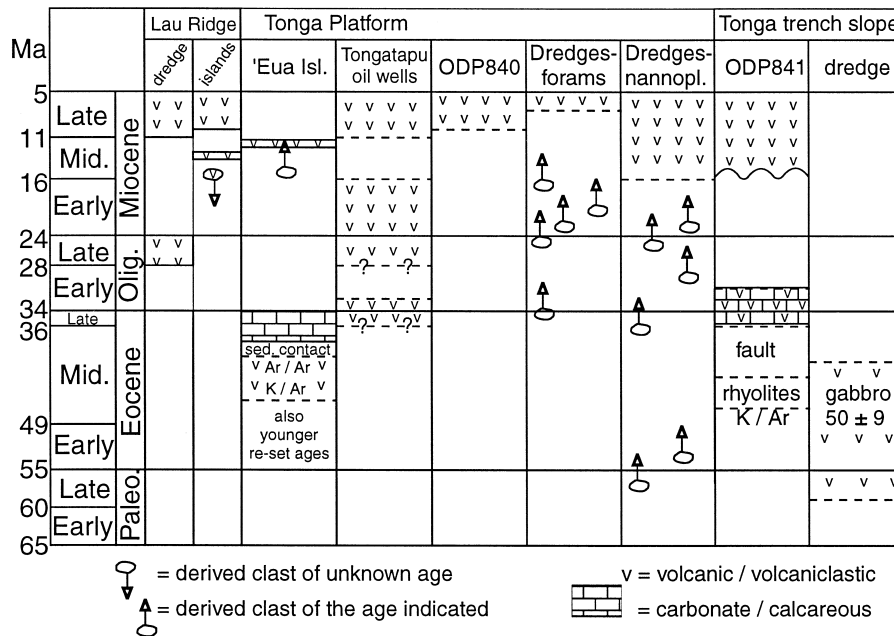 Lau Ridge Tonga Platform Tonga trench slope
Ma dredge islands 'Eua Isl. Tongatapu oil wells ODP840 Dredges-forams Dredges-nannopl. ODP841 dredge
5
Late
11
Mid.
16
Early
Miocene
24
Late
28
Early
Olig.
34
Late
36
Mid.
49
Early
Eocene
55
Late
60
Early
Paleo.
65
v v v v v v v v
? ?
? ?
sed. contact
v Ar / Ar v
v K / Ar v
also
younger
re-set ages
fault
rhyolites
K / Ar
v v
gabbro
50 ± 9
v v v
v v v
= derived clast of unknown age
= derived clast of the age indicated
v = volcanic / volcaniclastic
= carbonate / calcareous